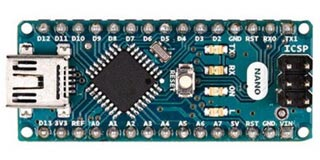 D12 D11 D10 D9 D8 D7 D6 D5 D4 D3 D2 GND RST RX0 TX1
TX
RX
ON
L
RESET
NANO
ICSP
D13 3V3 REF A0 A1 A2 A3 A4 A5 A6 A7 5V RST GND VIN